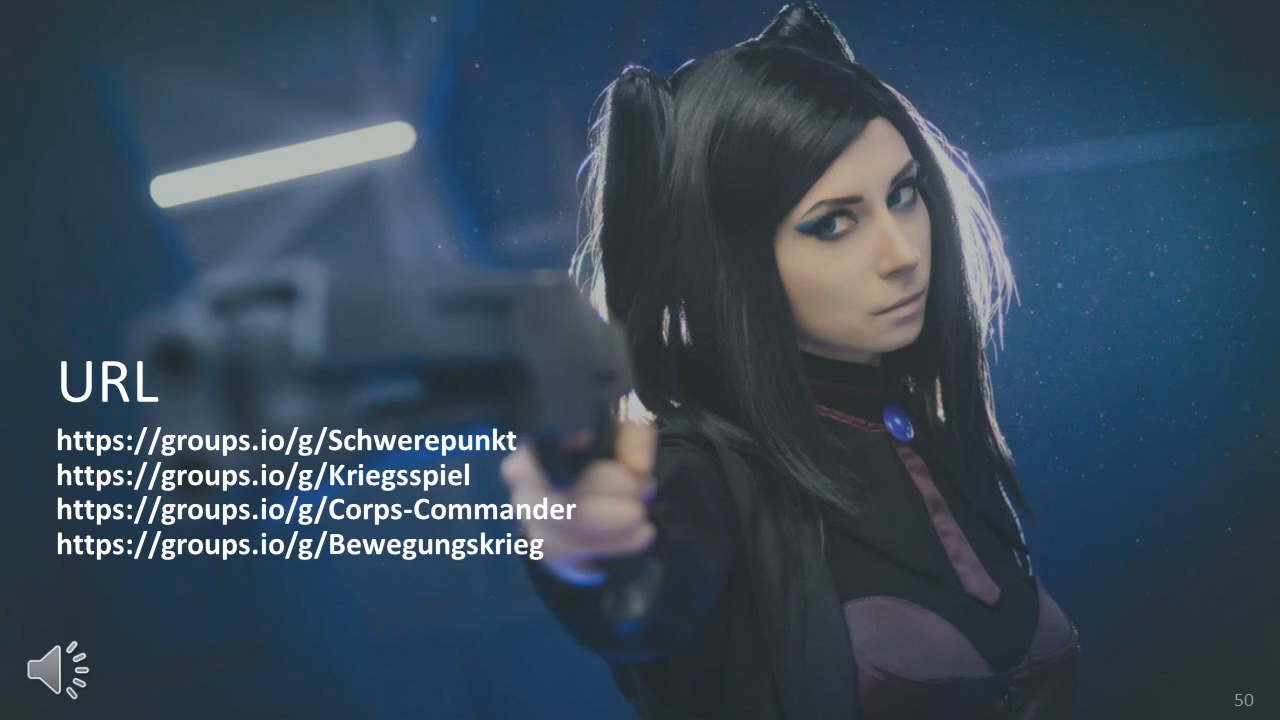 URL
https://groups.io/g/Schwerepunkt
https://groups.io/g/Kriegsspiel
https://groups.io/g/Corps-Commander
https://groups.io/g/Bewegungskrieg
50